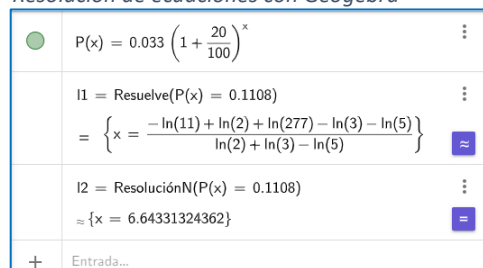 Resolución de ecuaciones con Geogebra
P(x) = 0.033 (1 + 20/100)^x
l1 = Resuelve(P(x) = 0.1108)
= {x = (−ln(11) + ln(2) + ln(277) − ln(3) − ln(5))/(ln(2) + ln(3) − ln(5))}
≈
l2 = ResoluciónN(P(x) = 0.1108)
≈ {x = 6.64331324362}
=
+ Entrada...